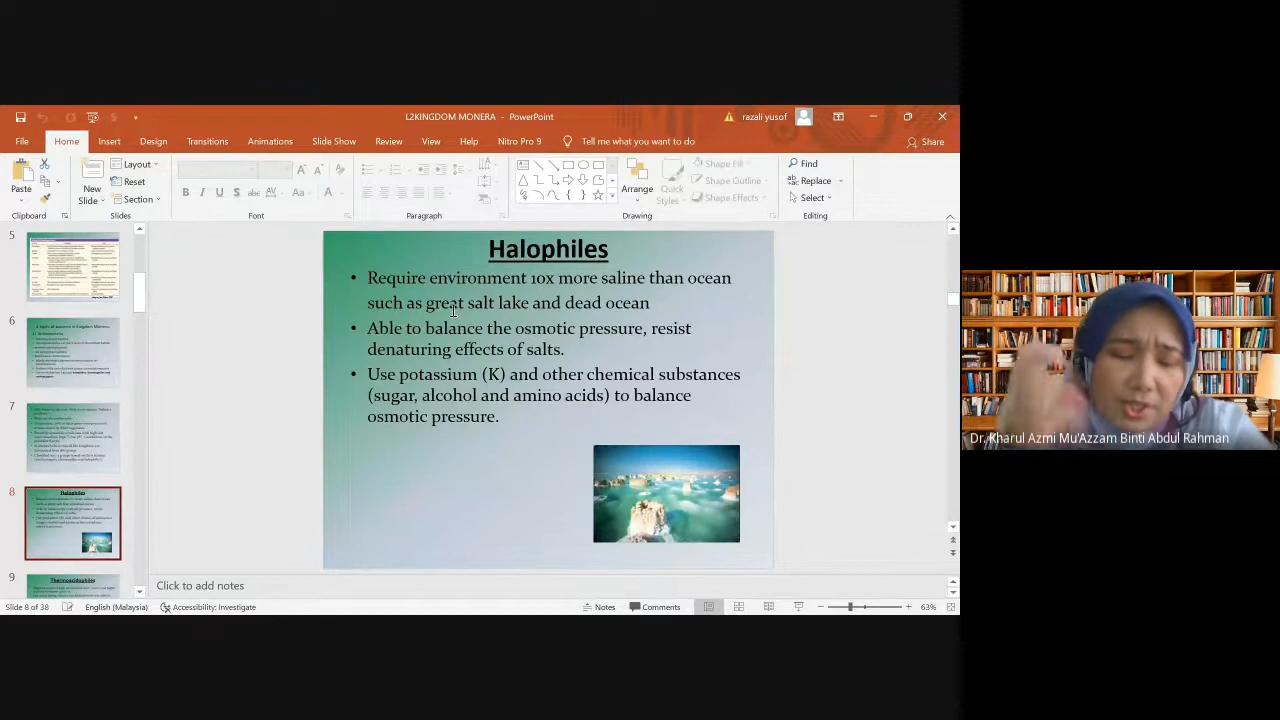 L2KINGDOM MONERA - PowerPoint
razali yusof
File Home Insert Design Transitions Animations Slide Show Review View Help Nitro Pro 9 Tell me what you want to do Share
Paste
Clipboard
New Slide
Layout
Reset
Section
Slides
B I U S abc AV Aa A
Font
Paragraph
Arrange
Quick Styles
Shape Fill
Shape Outline
Shape Effects
Drawing
Find
Replace
Select
Editing
5
6
7
8
Halophiles
9
Thermoacidophiles
Halophiles
• Require environment 10x more saline than ocean
such as great salt lake and dead ocean
• Able to balance the osmotic pressure, resist
denaturing effects of salts.
• Use potassium (K) and other chemical substances
(sugar, alcohol and amino acids) to balance
osmotic pressure.
Click to add notes
Slide 8 of 38 English (Malaysia) Accessibility: Investigate Notes Comments 63%
Dr. Kharul Azmi Mu'Azzam Binti Abdul Rahman